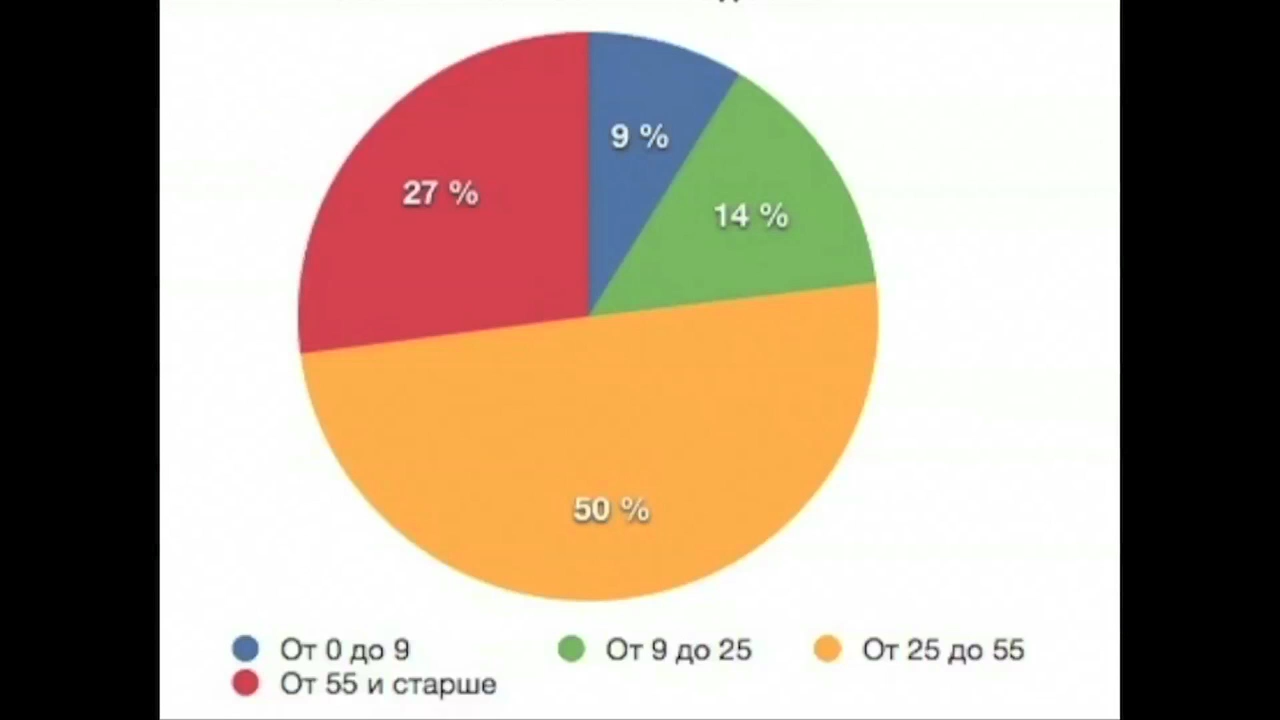 9 %
27 %
14 %
50 %
От 0 до 9
От 9 до 25
От 25 до 55
От 55 и старше